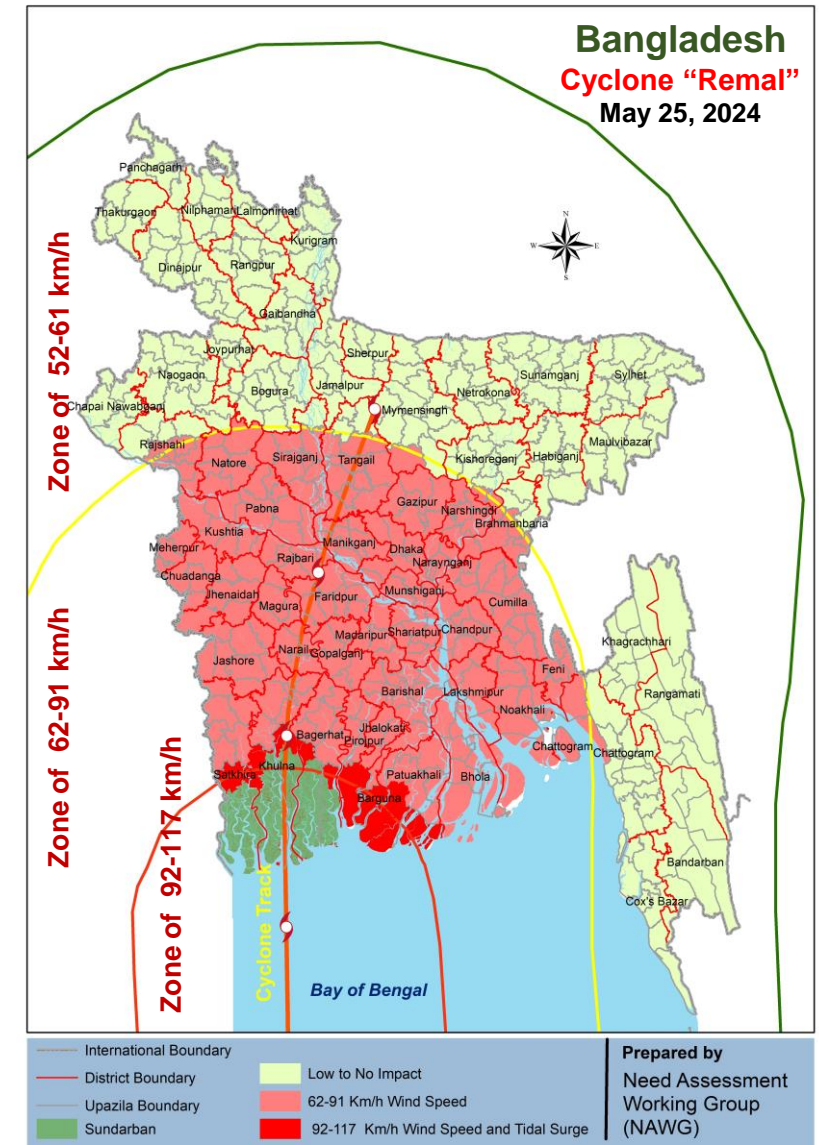 Bangladesh
Cyclone “Remal”
May 25, 2024
N
W
E
S
Zone of 52-61 km/h
Zone of 62-91 km/h
Zone of 92-117 km/h
Panchagarh
Thakurgaon
Nilphamari
Lalmonirhat
Kurigram
Dinajpur
Rangpur
Gaibandha
Joypurhat
Sherpur
Naogaon
Bogura
Jamalpur
Netrokona
Sunamganj
Sylhet
Chapai Nawabganj
Mymensingh
Rajshahi
Kishoreganj
Habiganj
Maulvibazar
Natore
Sirajganj
Tangail
Pabna
Gazipur
Narshingdi
Brahmanbaria
Kushtia
Manikganj
Dhaka
Meherpur
Rajbari
Naraynganj
Chuadanga
Jhenaidah
Magura
Faridpur
Munshiganj
Cumilla
Madaripur
Shariatpur
Chandpur
Khagrachhari
Narail
Gopalganj
Jashore
Feni
Rangamati
Barishal
Lakshmipur
Noakhali
Bagerhat
Jhalokati
Pirojpur
Chattogram
Chattogram
Khulna
Satkhira
Patuakhali
Bhola
Barguna
Bandarban
Cox's Bazar
Cyclone Track
Bay of Bengal
International Boundary
District Boundary
Upazila Boundary
Sundarban
Low to No Impact
62-91 Km/h Wind Speed
92-117 Km/h Wind Speed and Tidal Surge
Prepared by
Need Assessment
Working Group
(NAWG)